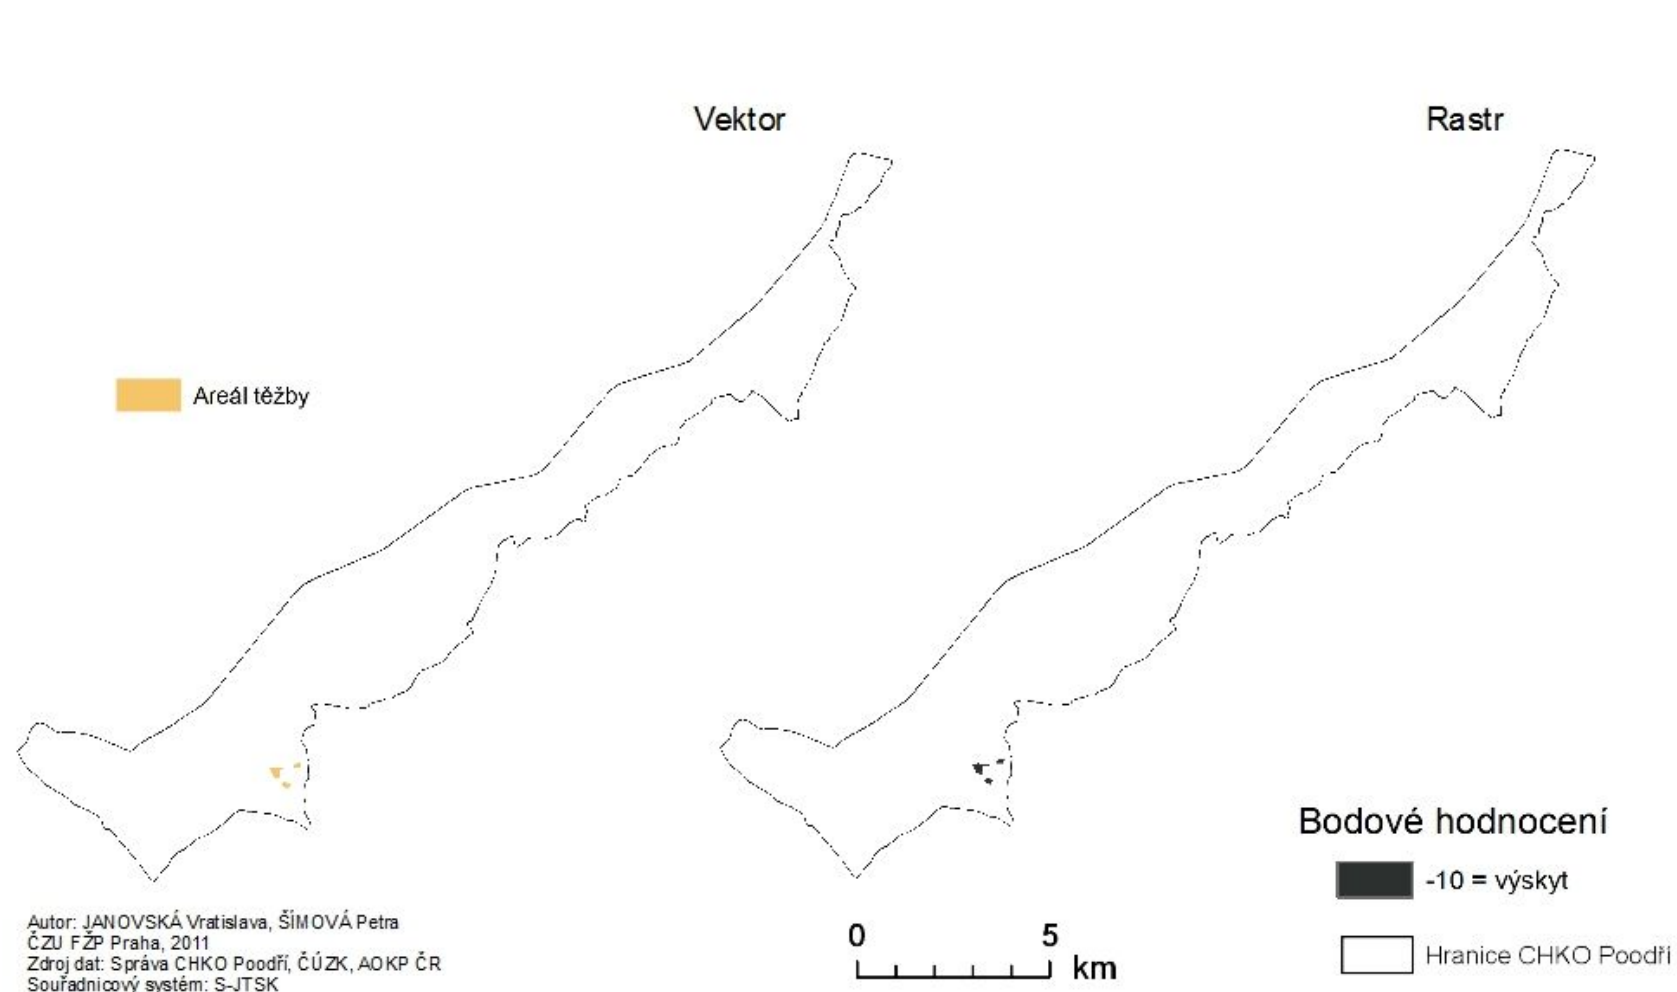 Vektor
Rastr
Areál těžby
Bodové hodnocení
-10 = výskyt
Hranice CHKO Poodří
0 5
km
Autor: JANOVSKÁ Vratislava, ŠÍMOVÁ Petra
ČZU FŽP Praha, 2011
Zdroj dat: Správa CHKO Poodří, ČÚZK, AOKP ČR
Souřadnicový systém: S-JTSK